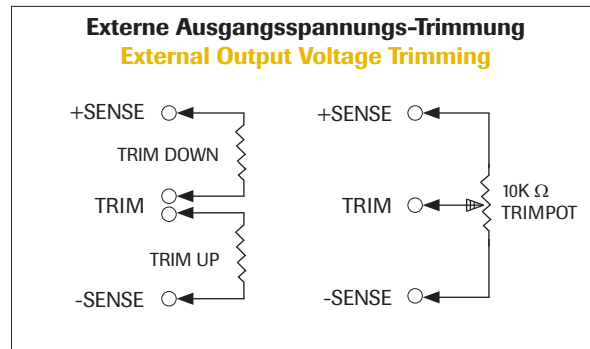 Externe Ausgangsspannungs-Trimmung
External Output Voltage Trimming
+SENSE
TRIM DOWN
TRIM
TRIM UP
-SENSE
+SENSE
TRIM
10K Ω
TRIMPOT
-SENSE